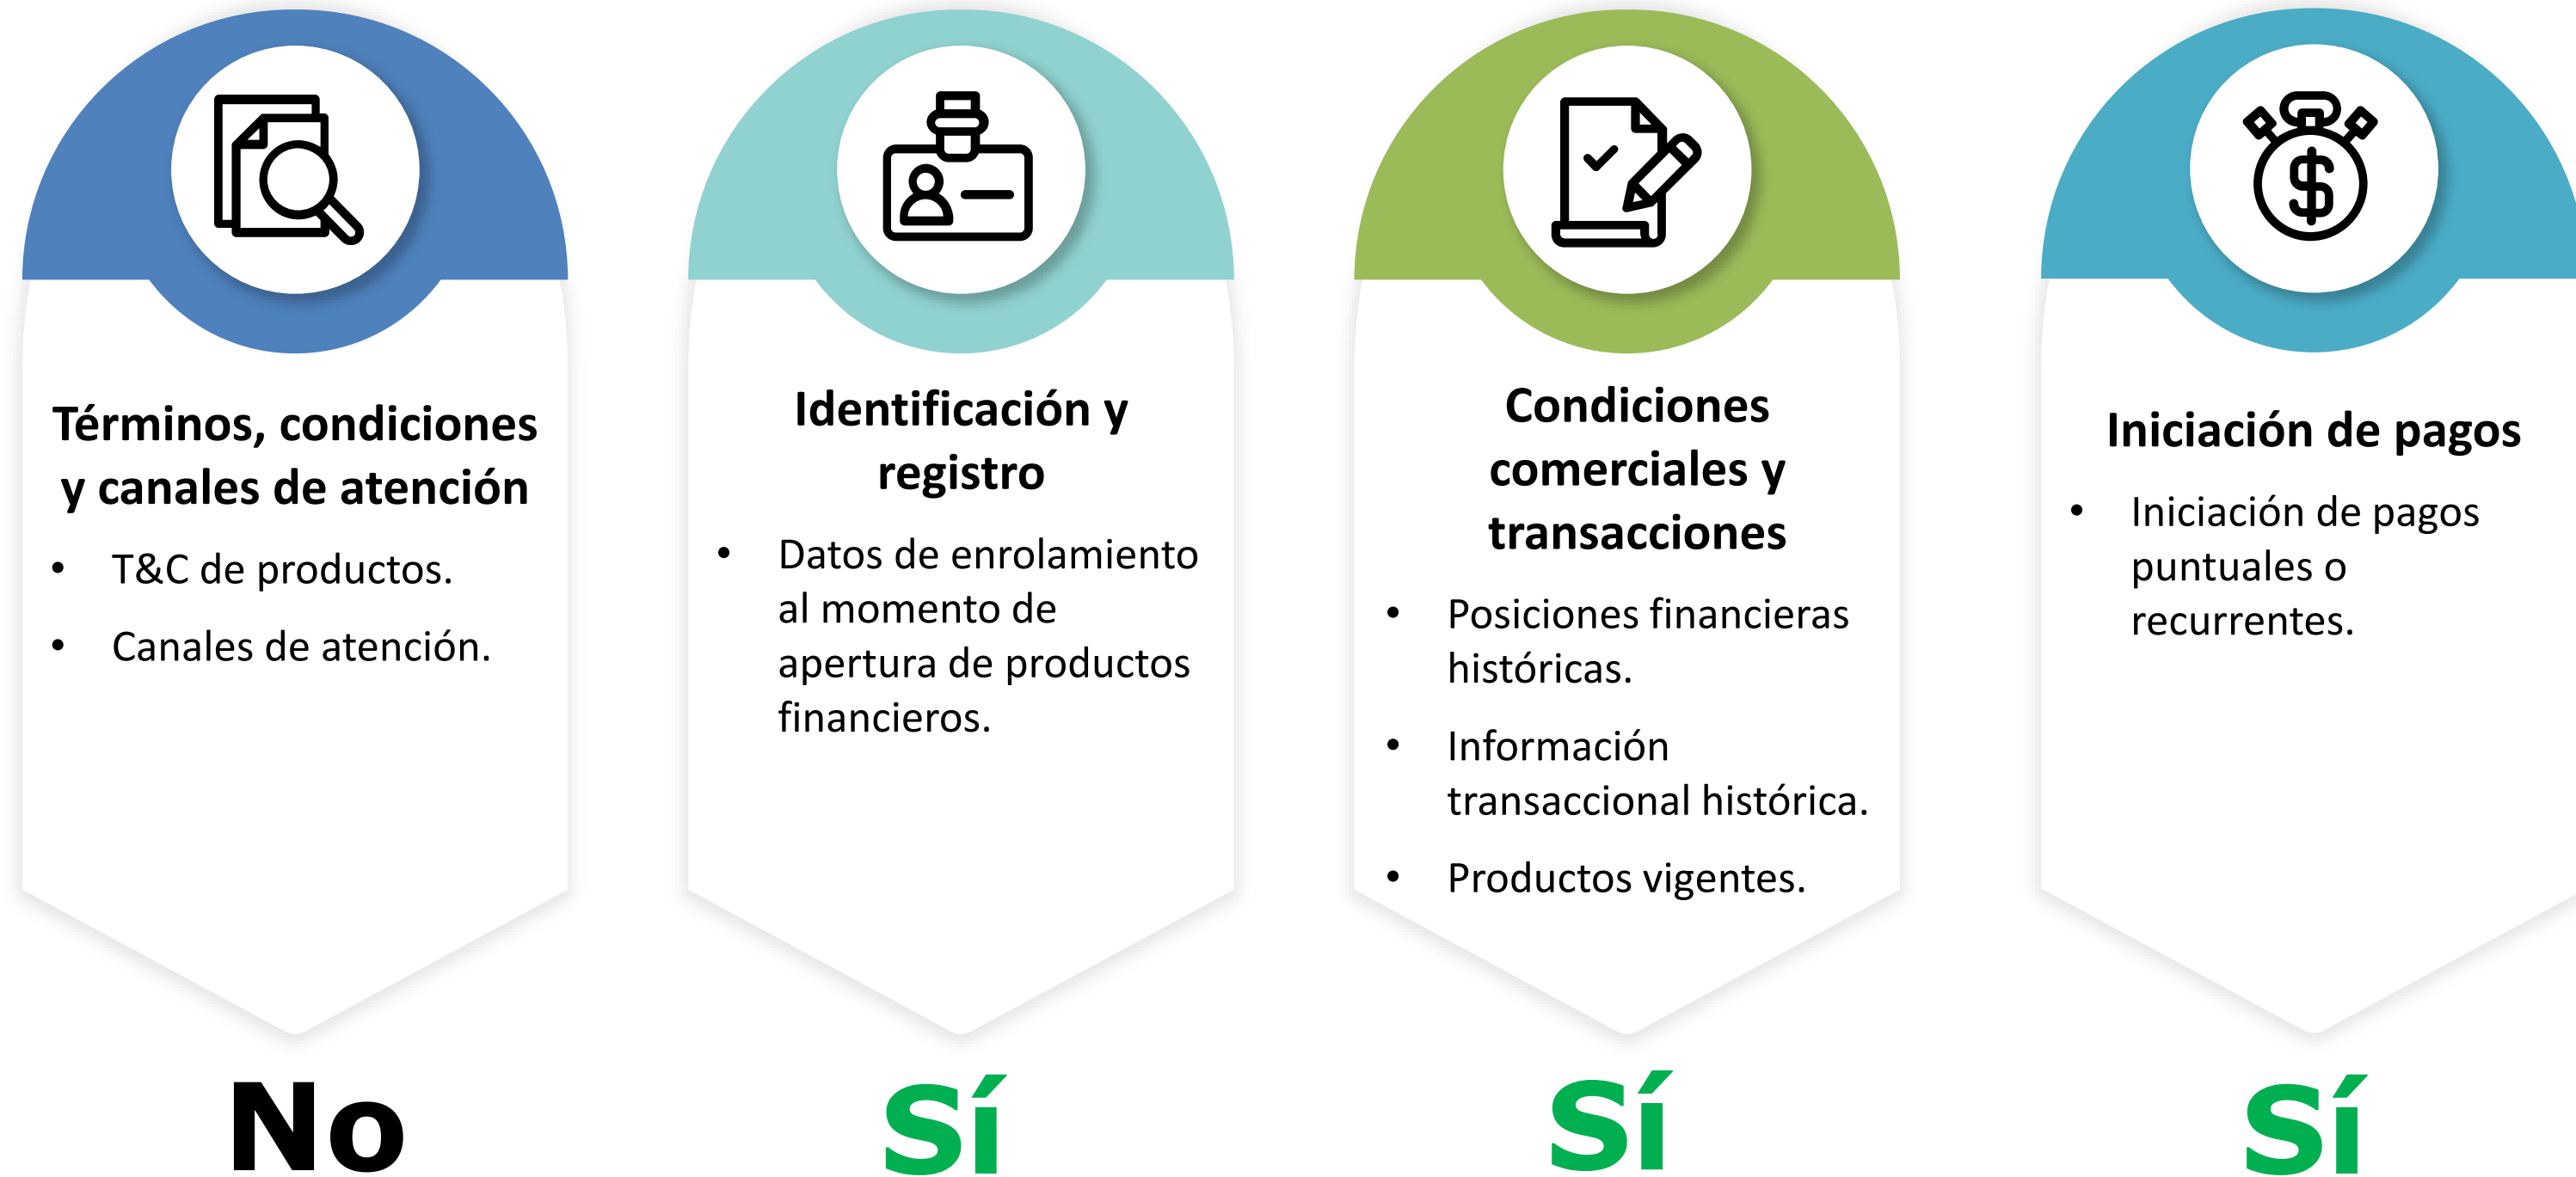 Términos, condiciones
y canales de atención
• T&C de productos.
• Canales de atención.
No
Identificación y
registro
• Datos de enrolamiento
al momento de
apertura de productos
financieros.
Sí
Condiciones
comerciales y
transacciones
• Posiciones financieras
históricas.
• Información
transaccional histórica.
• Productos vigentes.
Sí
Iniciación de pagos
• Iniciación de pagos
puntuales o
recurrentes.
Sí